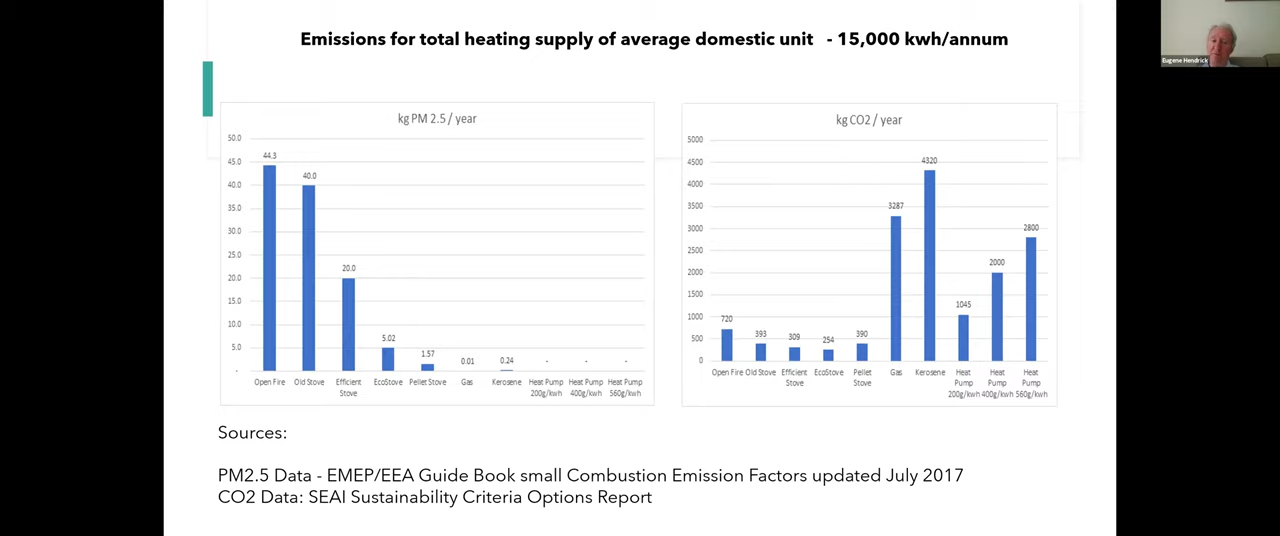 Emissions for total heating supply of average domestic unit - 15,000 kwh/annum
Eugene Hendrick
kg PM 2.5 / year
50.0
45.0
40.0
35.0
30.0
25.0
20.0
15.0
10.0
5.0
-
44.3
40.0
20.0
5.02
1.57
0.01
0.24
-
-
-
Open Fire
Old Stove
Efficient
Stove
EcoStove
Pellet Stove
Gas
Kerosene
Heat Pump
200g/kwh
Heat Pump
400g/kwh
Heat Pump
560g/kwh
kg CO2 / year
5000
4500
4000
3500
3000
2500
2000
1500
1000
500
0
720
393
309
254
390
3287
4320
1045
2000
2800
Open Fire
Old Stove
Efficient
Stove
EcoStove
Pellet
Stove
Gas
Kerosene
Heat
Pump
200g/kwh
Heat
Pump
400g/kwh
Heat
Pump
560g/kwh
Sources:
PM2.5 Data - EMEP/EEA Guide Book small Combustion Emission Factors updated July 2017
CO2 Data: SEAI Sustainability Criteria Options Report